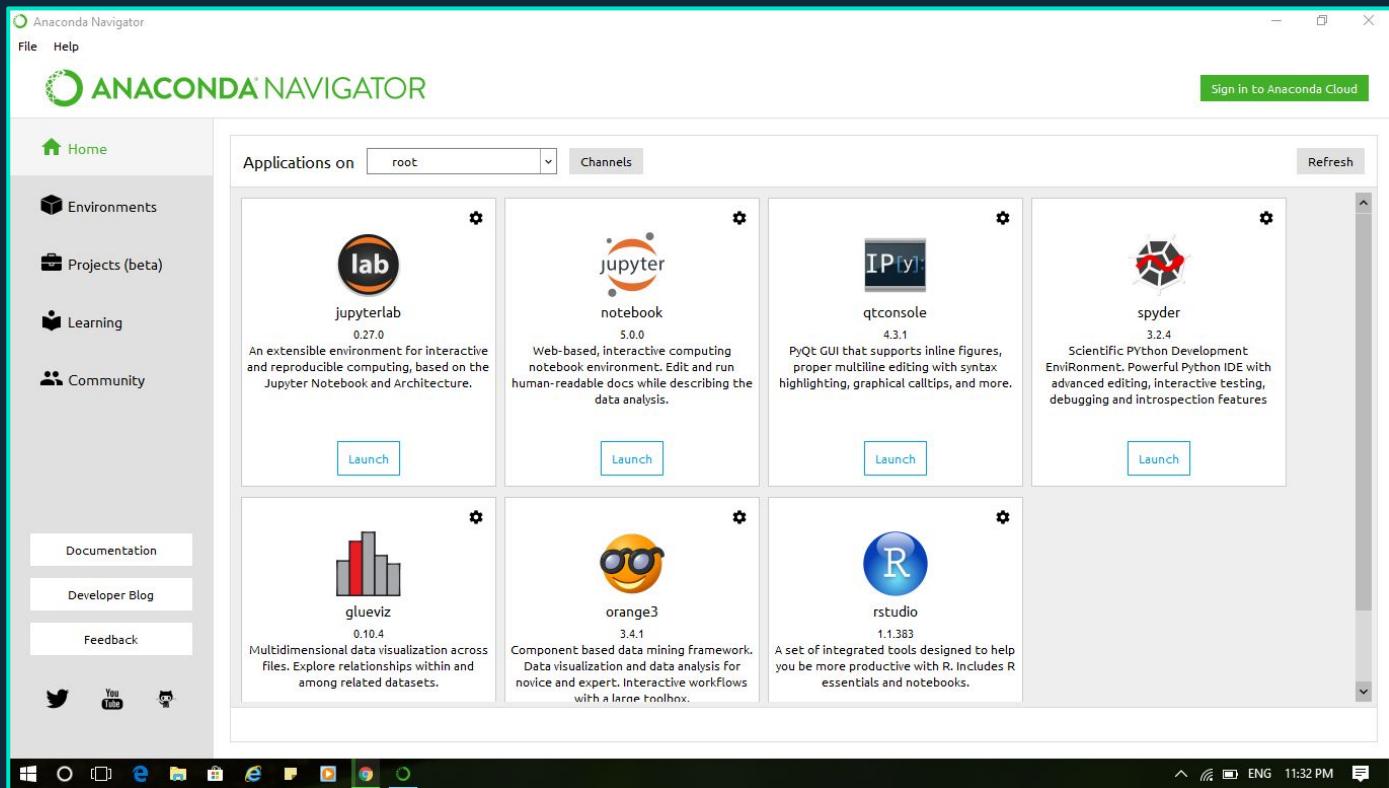 Anaconda Navigator
File Help
ANACONDA NAVIGATOR
Sign in to Anaconda Cloud
Home
Environments
Projects (beta)
Learning
Community
Documentation
Developer Blog
Feedback
You
Tube
Applications on root Channels Refresh
lab
jupyterlab
0.27.0
An extensible environment for interactive
and reproducible computing, based on the
Jupyter Notebook and Architecture.
Launch
jupyter
notebook
5.0.0
Web-based, interactive computing
notebook environment. Edit and run
human-readable docs while describing the
data analysis.
Launch
IP[y]:
qtconsole
4.3.1
PyQt GUI that supports inline figures,
proper multiline editing with syntax
highlighting, graphical calltips, and more.
Launch
spyder
3.2.4
Scientific PYthon Development
EnviRonment. Powerful Python IDE with
advanced editing, interactive testing,
debugging and introspection features
Launch
glueviz
0.10.4
Multidimensional data visualization across
files. Explore relationships within and
among related datasets.
orange3
3.4.1
Component based data mining framework.
Data visualization and data analysis for
novice and expert. Interactive workflows
with a large toolbox.
R
rstudio
1.1.383
A set of integrated tools designed to help
you be more productive with R. Includes R
essentials and notebooks.
ENG 11:32 PM